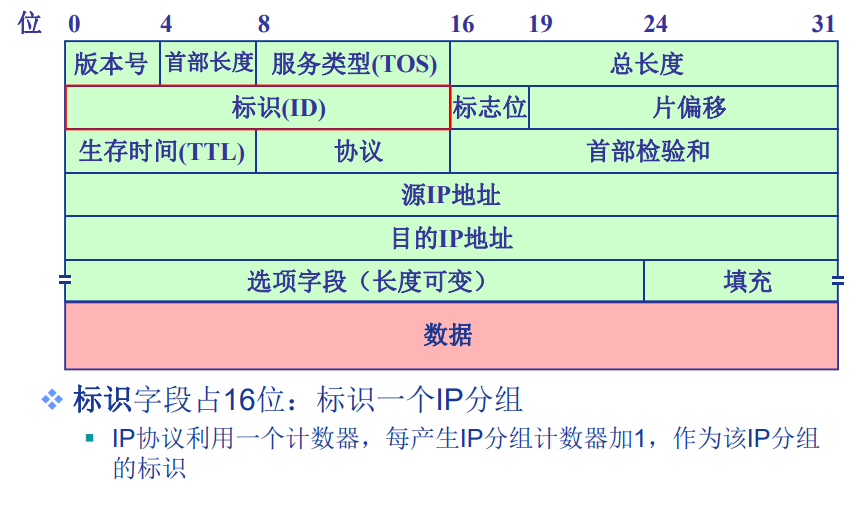 位 0 4 8 16 19 24 31
版本号 首部长度 服务类型(TOS) 总长度
标识(ID) 标志位 片偏移
生存时间(TTL) 协议 首部检验和
源IP地址
目的IP地址
选项字段（长度可变） 填充
数据
标识字段占16位：标识一个IP分组
IP协议利用一个计数器，每产生IP分组计数器加1，作为该IP分组
的标识